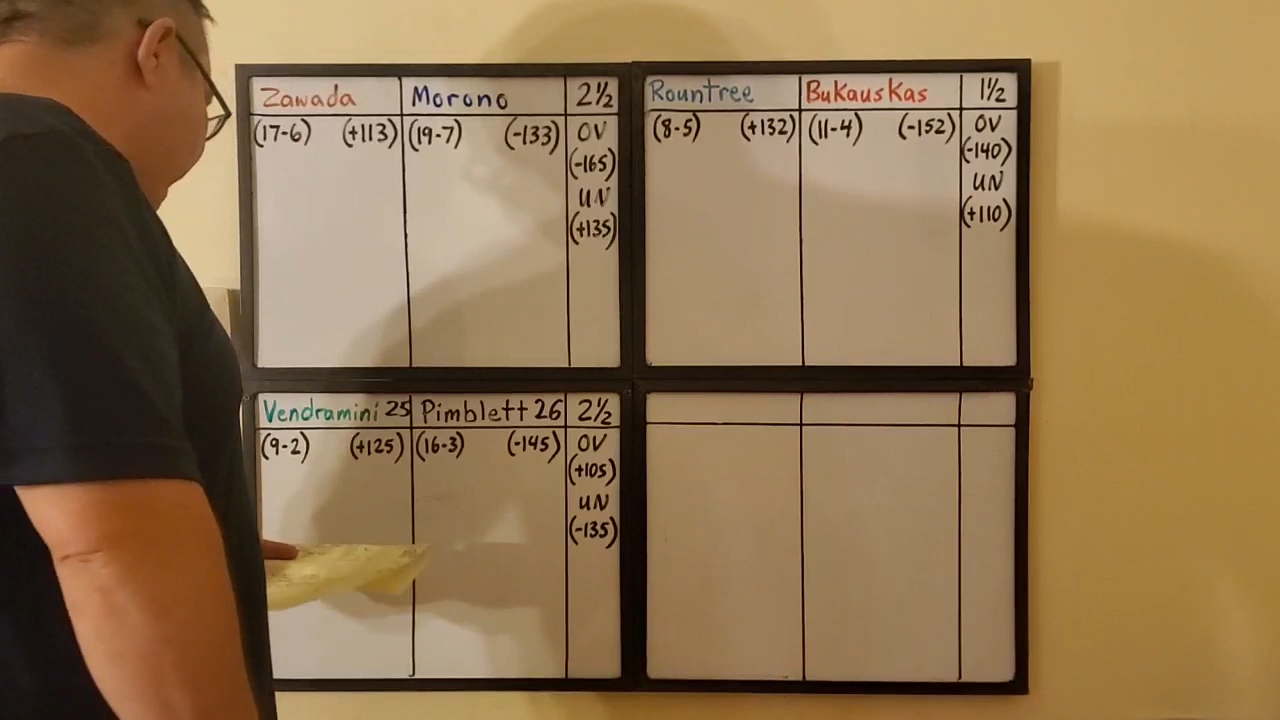 Zawada Morono 2½
(17-6) (+113) (19-7) (-133) OV
(-165)
UN
(+135)
Rountree Bukauskas 1½
(8-5) (+132) (11-4) (-152) OV
(-140)
UN
(+110)
Vendramini 25 Pimblett 26 2½
(9-2) (+125) (16-3) (-145) OV
(+105)
UN
(-135)